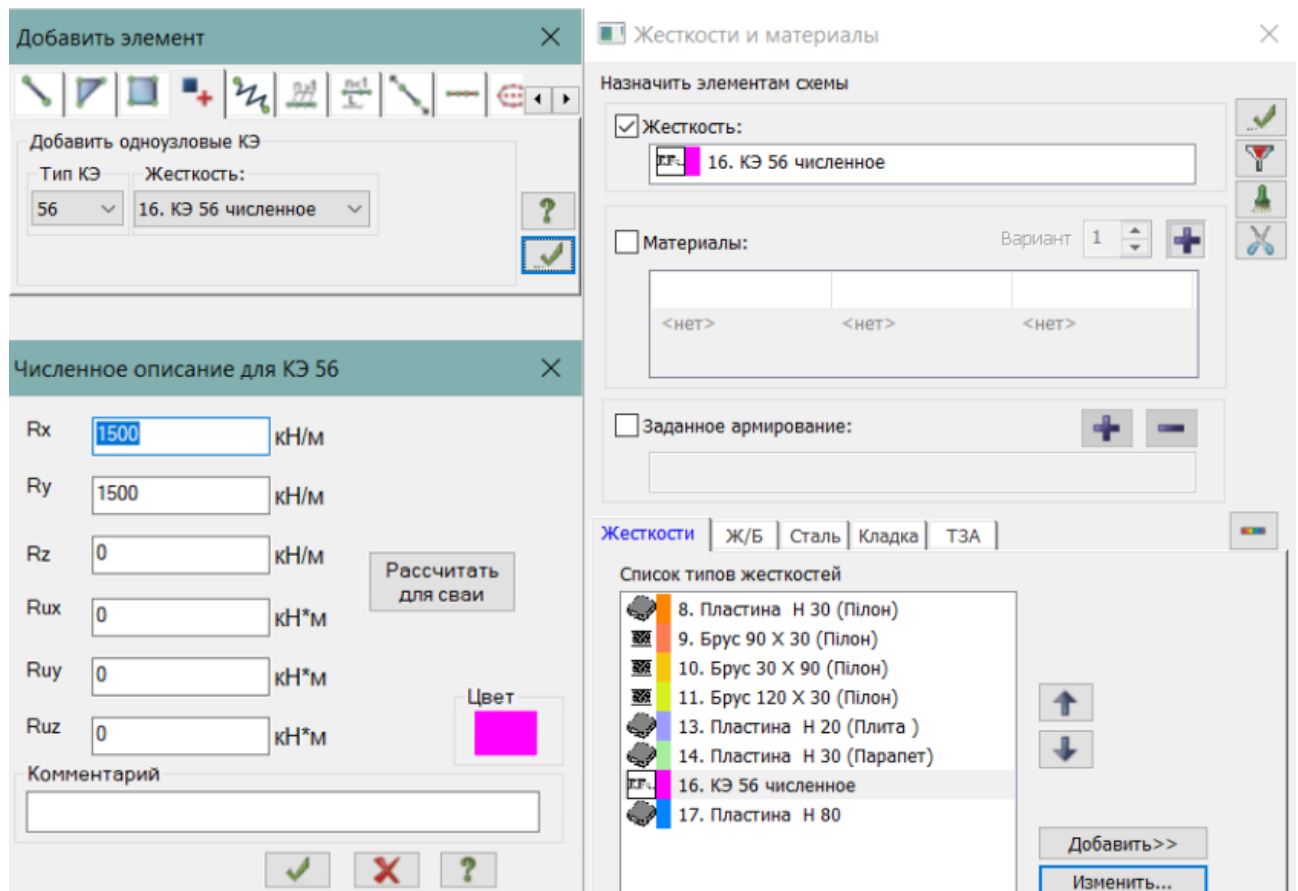 Добавить элемент
Добавить одноузловые КЭ
Тип КЭ Жесткость:
56 16. КЭ 56 численное
Численное описание для КЭ 56
Rx 1500 кН/м
Ry 1500 кН/м
Rz 0 кН/м
Рассчитать
для сваи
Rux 0 кН*м
Ruy 0 кН*м
Цвет
Ruz 0 кН*м
Комментарий
Жесткости и материалы
Назначить элементам схемы
Жесткость:
16. КЭ 56 численное
Материалы: Вариант 1
<нет> <нет> <нет>
Заданное армирование:
Жесткости Ж/Б Сталь Кладка ТЗА
Список типов жесткостей
8. Пластина Н 30 (Пілон)
9. Брус 90 X 30 (Пілон)
10. Брус 30 X 90 (Пілон)
11. Брус 120 X 30 (Пілон)
13. Пластина Н 20 (Плита )
14. Пластина Н 30 (Парапет)
16. КЭ 56 численное
17. Пластина Н 80
Добавить>>
Изменить...